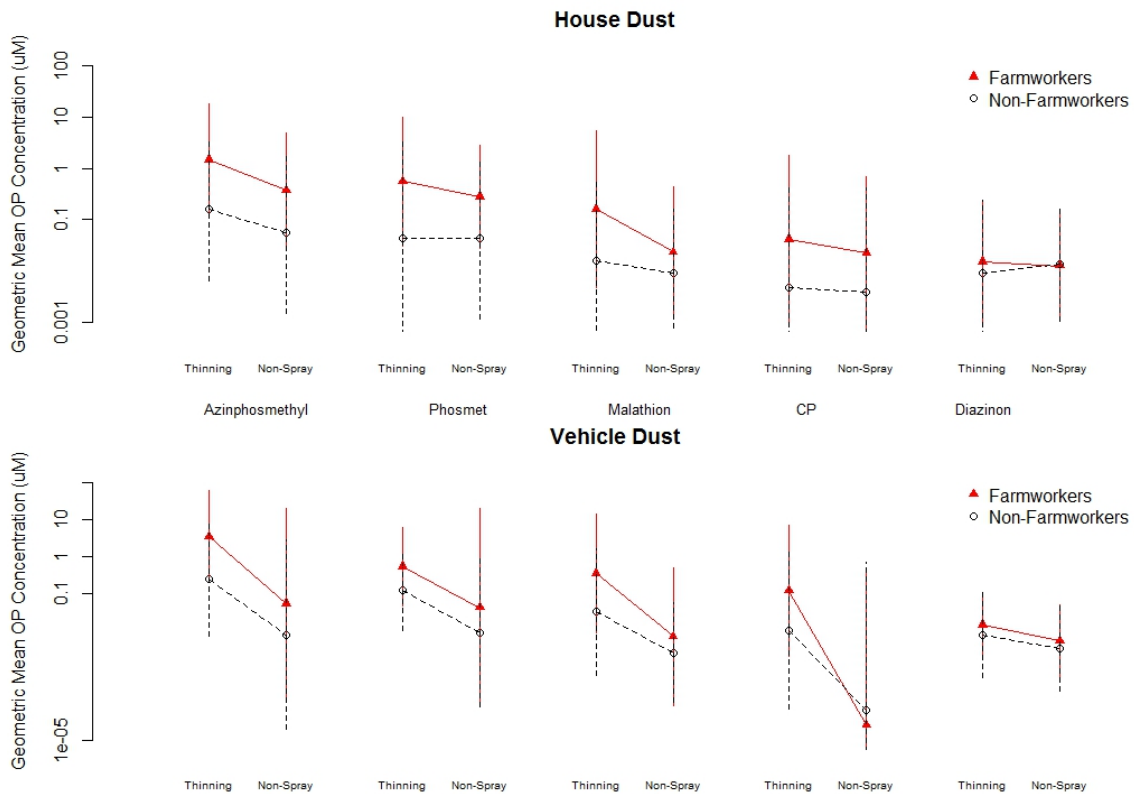 House Dust
Geometric Mean OP Concentration (uM)
100
10
1
0.1
0.001
Farmworkers
Non-Farmworkers
Thinning Non-Spray Thinning Non-Spray Thinning Non-Spray Thinning Non-Spray Thinning Non-Spray
Azinphosmethyl Phosmet Malathion CP Diazinon
Vehicle Dust
Geometric Mean OP Concentration (uM)
10
1
0.1
1e-05
Farmworkers
Non-Farmworkers
Thinning Non-Spray Thinning Non-Spray Thinning Non-Spray Thinning Non-Spray Thinning Non-Spray